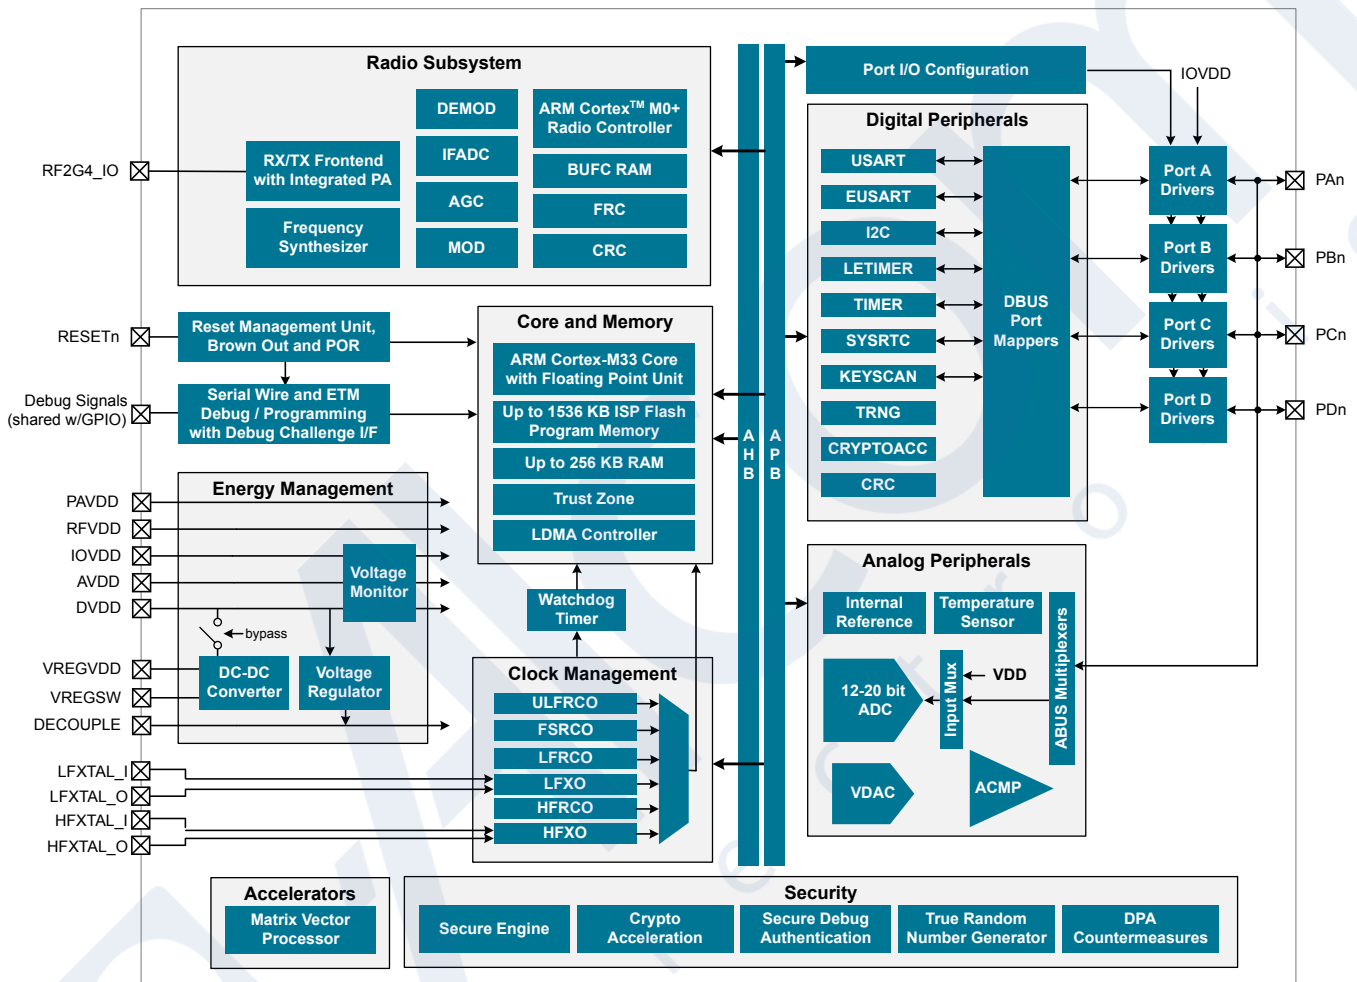 Radio Subsystem
DEMOD
IFADC
AGC
MOD
ARM Cortex™ M0+
Radio Controller
BUFC RAM
FRC
CRC
RX/TX Frontend
with Integrated PA
Frequency
Synthesizer
RF2G4_IO
RESETn
Debug Signals
(shared w/GPIO)
Reset Management Unit,
Brown Out and POR
Serial Wire and ETM
Debug / Programming
with Debug Challenge I/F
Core and Memory
ARM Cortex-M33 Core
with Floating Point Unit
Up to 1536 KB ISP Flash
Program Memory
Up to 256 KB RAM
Trust Zone
LDMA Controller
Energy Management
PAVDD
RFVDD
IOVDD
AVDD
DVDD
VREGVDD
VREGSW
DECOUPLE
Voltage
Monitor
bypass
DC-DC
Converter
Voltage
Regulator
Watchdog
Timer
Clock Management
ULFRCO
FSRCO
LFRCO
LFXO
HFRCO
HFXO
LFXTAL_I
LFXTAL_O
HFXTAL_I
HFXTAL_O
A
H
B
A
P
B
Port I/O Configuration
IOVDD
Digital Peripherals
USART
EUSART
I2C
LETIMER
TIMER
SYSRTC
KEYSCAN
TRNG
CRYPTOACC
CRC
DBUS
Port
Mappers
Port A
Drivers
Port B
Drivers
Port C
Drivers
Port D
Drivers
PAn
PBn
PCn
PDn
Analog Peripherals
Internal
Reference
Temperature
Sensor
12-20 bit
ADC
Input Mux
VDD
ABUS Multiplexers
VDAC
ACMP
Accelerators
Matrix Vector
Processor
Security
Secure Engine
Crypto
Acceleration
Secure Debug
Authentication
True Random
Number Generator
DPA
Countermeasures